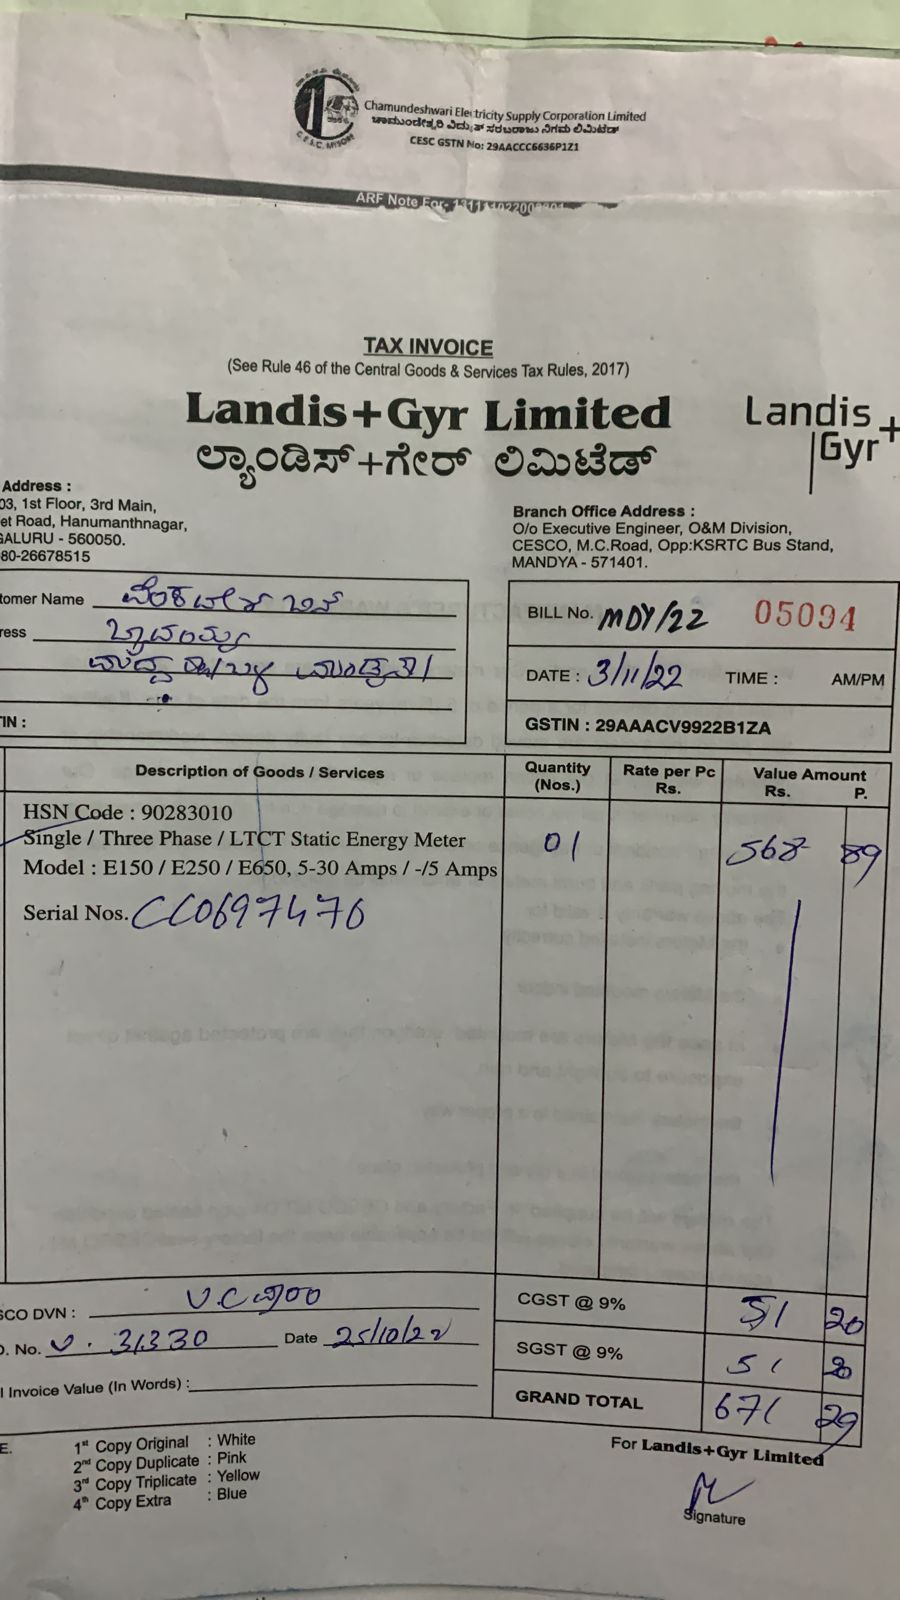 Chamundeshwari Electricity Supply Corporation Limited
ಚಾಮುಂಡೇಶ್ವರಿ ವಿದ್ಯುತ್ ಸರಬರಾಜು ನಿಗಮ ಲಿಮಿಟೆಡ್
C.E.S.C. MYSORE
CESC GSTN No: 29AACCC6636P1Z1
ARF Note For-
TAX INVOICE
(See Rule 46 of the Central Goods & Services Tax Rules, 2017)
Landis+Gyr Limited
Landis+
Gyr
ಲ್ಯಾಂಡಿಸ್+ಗೇರ್ ಲಿಮಿಟೆಡ್
Address :
03, 1st Floor, 3rd Main,
et Road, Hanumanthnagar,
GALURU - 560050.
80-26678515
Branch Office Address :
O/o Executive Engineer, O&M Division,
CESCO, M.C.Road, Opp:KSRTC Bus Stand,
MANDYA - 571401.
tomer Name
ress
TIN :
BILL No. MDY/22 05094
DATE : 3/11/22 TIME : AM/PM
GSTIN : 29AAACV9922B1ZA
Description of Goods / Services
Quantity (Nos.)
Rate per Pc Rs.
Value Amount Rs. P.
HSN Code : 90283010
Single / Three Phase / LTCT Static Energy Meter 01 568 89
Model : E150 / E250 / E650, 5-30 Amps / -/5 Amps
Serial Nos. CC0697476
SCO DVN :
O. No. V. 31330 Date 25/10/22
l Invoice Value (In Words) :
CGST @ 9% 51 20
SGST @ 9% 51 20
GRAND TOTAL 671 29
E.
1st Copy Original : White
2nd Copy Duplicate : Pink
3rd Copy Triplicate : Yellow
4th Copy Extra : Blue
For Landis+Gyr Limited
Signature